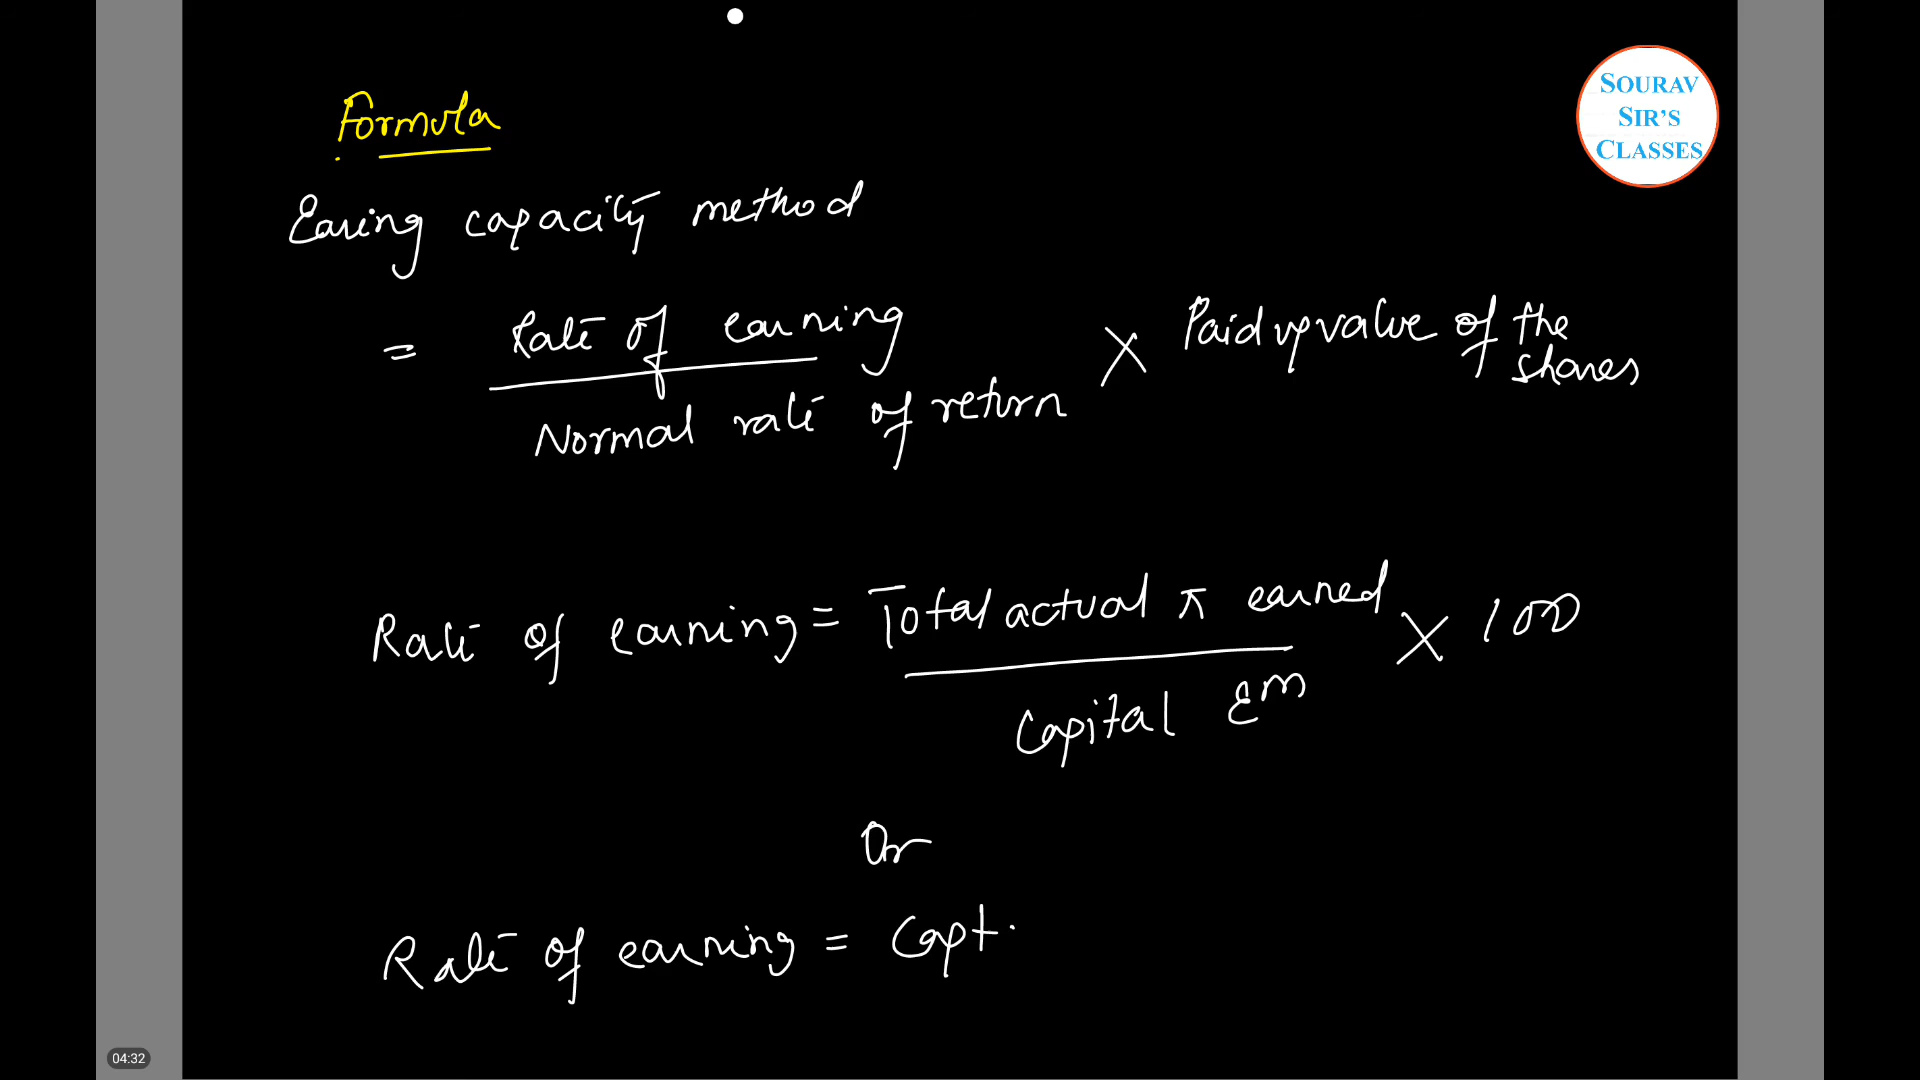 SOURAV
SIR'S
CLASSES
Formula
Earing capacity method
= Rate of earning × Paid up value of the shares
Normal rate of return
Rate of earning = Total actual π earned × 100
Capital Em
Or
Rate of earning = Capt.
04:32